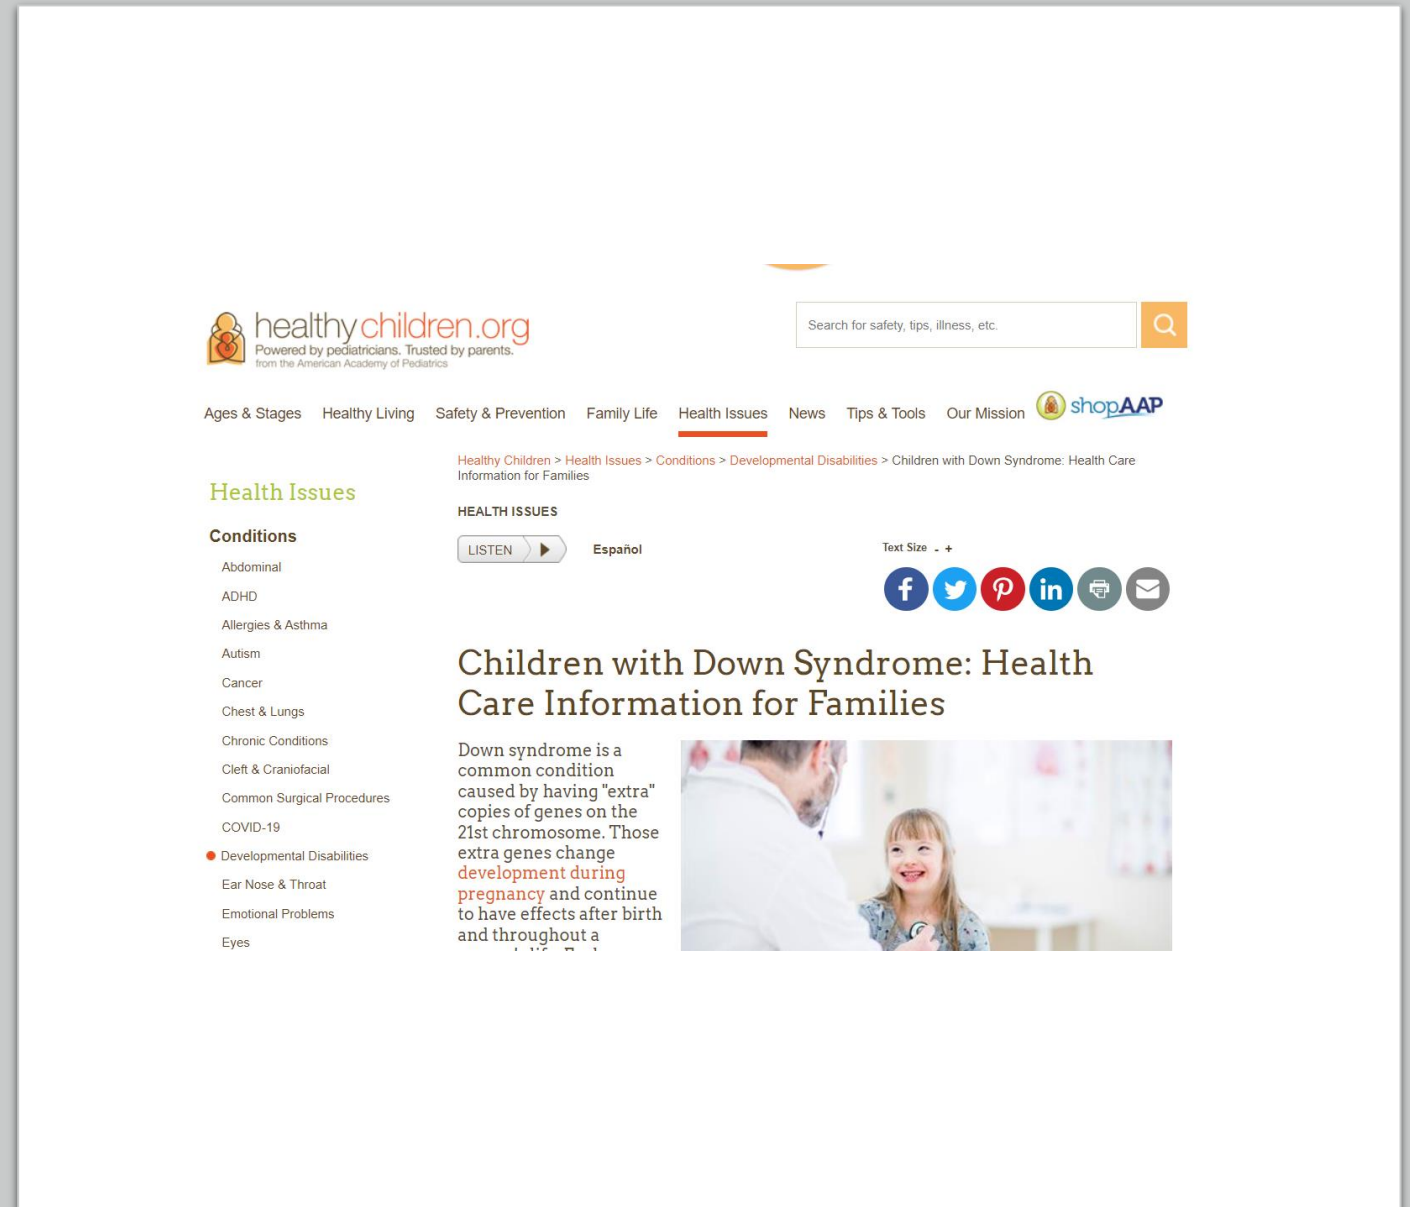 healthychildren.org
Powered by pediatricians. Trusted by parents.
from the American Academy of Pediatrics
Search for safety, tips, illness, etc.
Ages & Stages
Healthy Living
Safety & Prevention
Family Life
Health Issues
News
Tips & Tools
Our Mission
shopAAP
Healthy Children > Health Issues > Conditions > Developmental Disabilities > Children with Down Syndrome: Health Care
Information for Families
Health Issues
Conditions
Abdominal
ADHD
Allergies & Asthma
Autism
Cancer
Chest & Lungs
Chronic Conditions
Cleft & Craniofacial
Common Surgical Procedures
COVID-19
Developmental Disabilities
Ear Nose & Throat
Emotional Problems
Eyes
HEALTH ISSUES
LISTEN
Español
Text Size - +
Children with Down Syndrome: Health
Care Information for Families
Down syndrome is a
common condition
caused by having "extra"
copies of genes on the
21st chromosome. Those
extra genes change
development during
pregnancy and continue
to have effects after birth
and throughout a